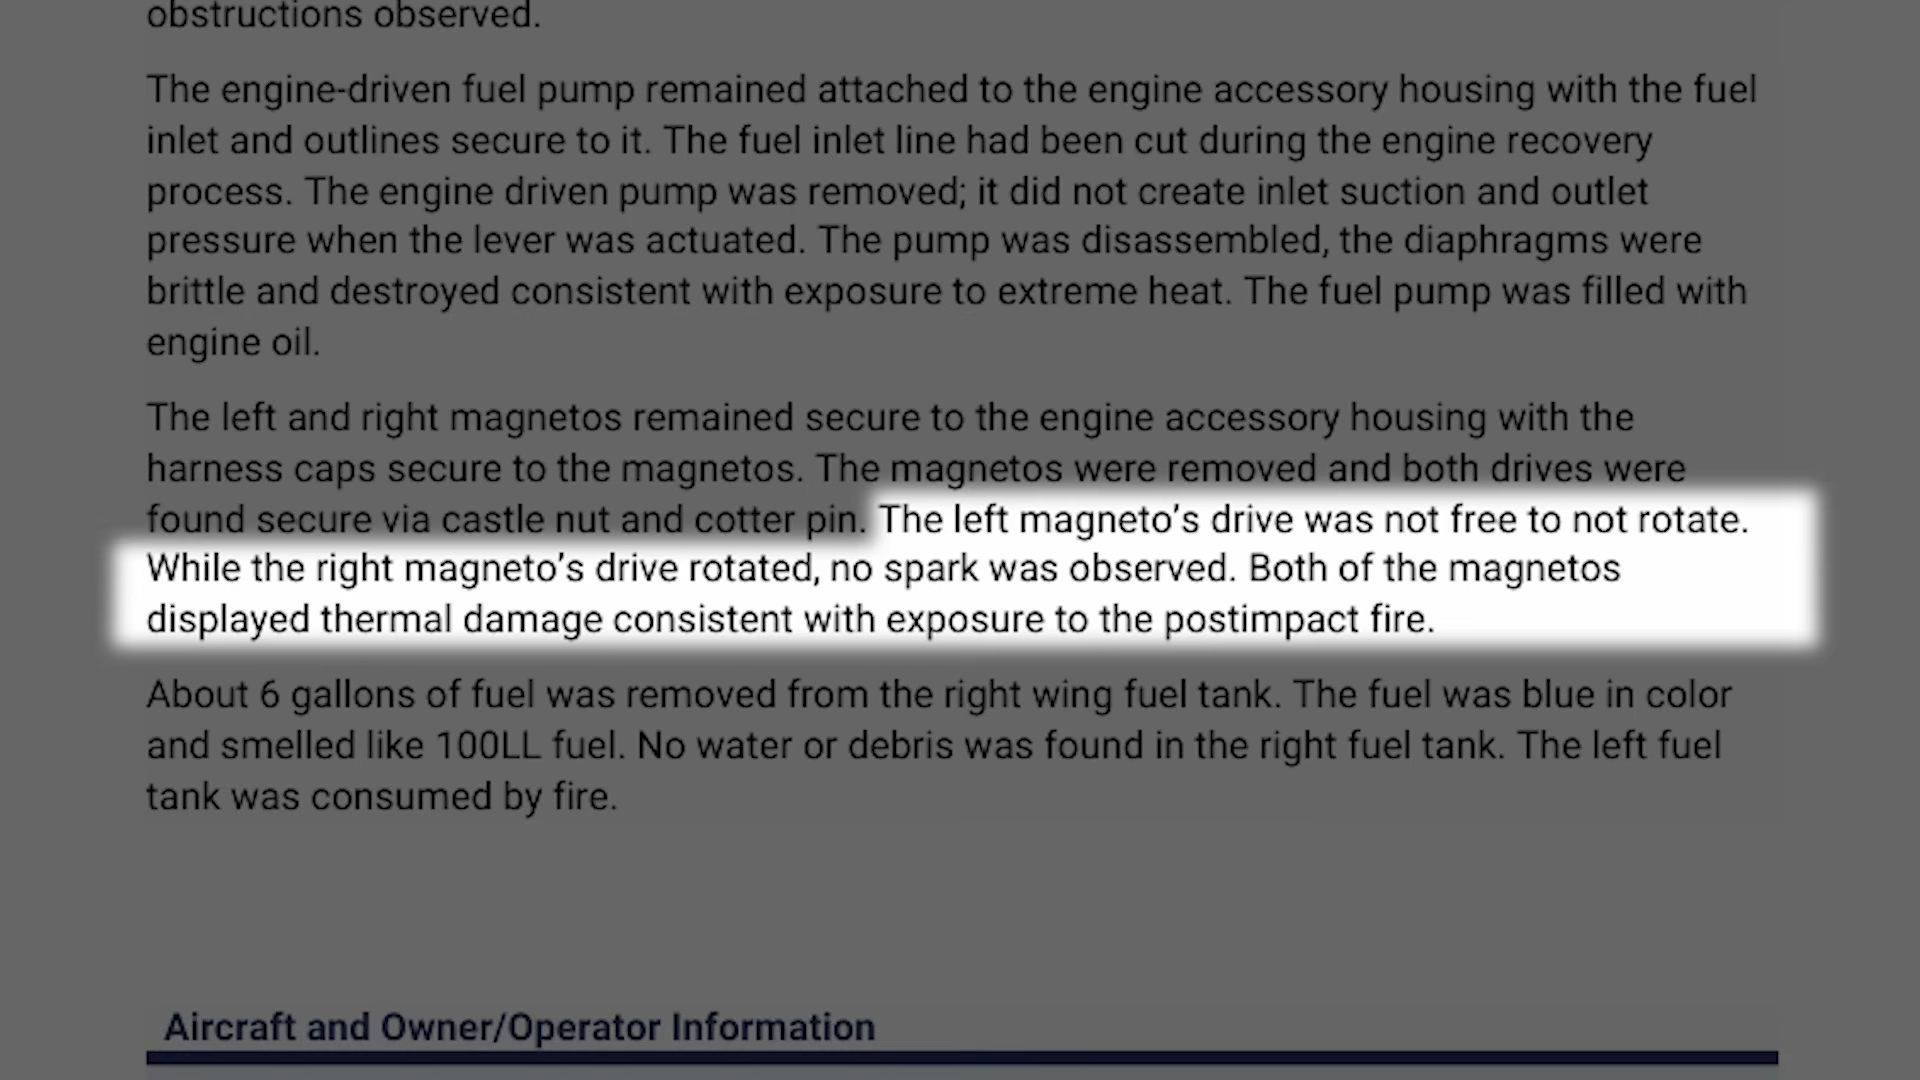 obstructions observed.
The engine-driven fuel pump remained attached to the engine accessory housing with the fuel
inlet and outlines secure to it. The fuel inlet line had been cut during the engine recovery
process. The engine driven pump was removed; it did not create inlet suction and outlet
pressure when the lever was actuated. The pump was disassembled, the diaphragms were
brittle and destroyed consistent with exposure to extreme heat. The fuel pump was filled with
engine oil.
The left and right magnetos remained secure to the engine accessory housing with the
harness caps secure to the magnetos. The magnetos were removed and both drives were
found secure via castle nut and cotter pin. The left magneto’s drive was not free to not rotate.
While the right magneto’s drive rotated, no spark was observed. Both of the magnetos
displayed thermal damage consistent with exposure to the postimpact fire.
About 6 gallons of fuel was removed from the right wing fuel tank. The fuel was blue in color
and smelled like 100LL fuel. No water or debris was found in the right fuel tank. The left fuel
tank was consumed by fire.
Aircraft and Owner/Operator Information